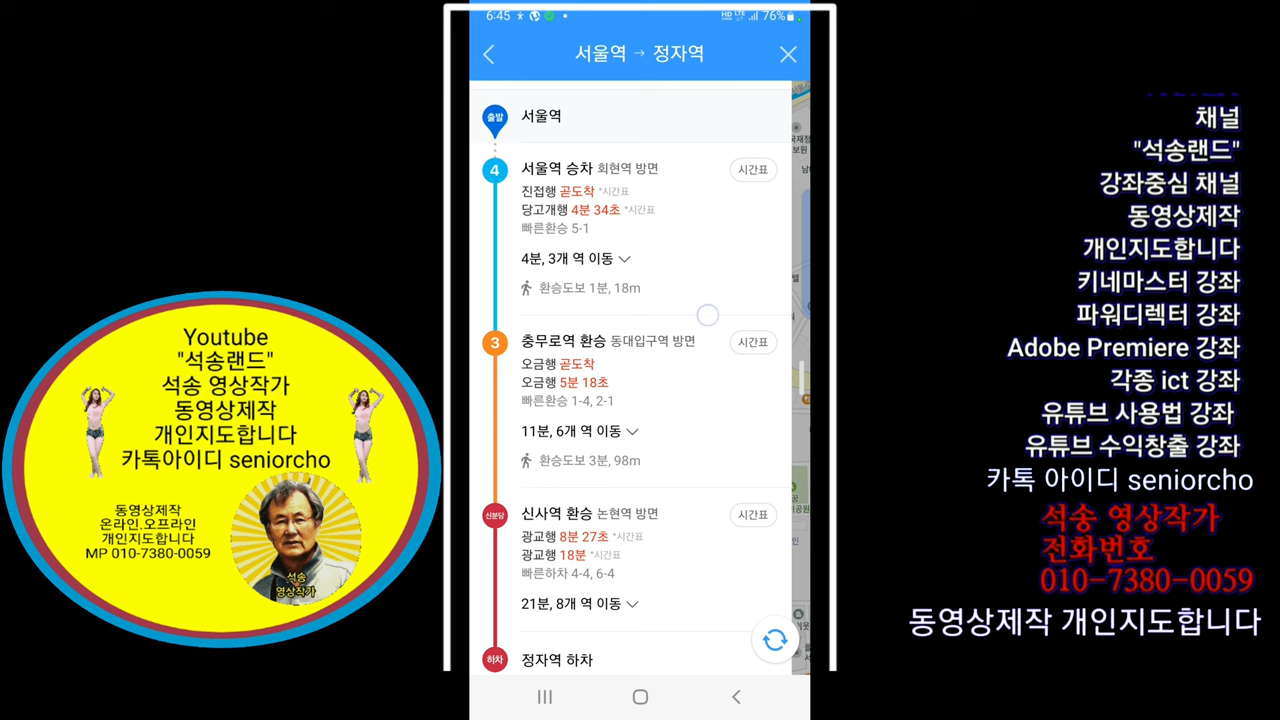 Youtube
"석송랜드"
석송 영상작가
동영상제작
개인지도합니다
카톡아이디 seniorcho
동영상제작
온라인.오프라인
개인지도합니다
MP 010-7380-0059
석송
영상작가
6:45
HD LTE 76%
서울역 → 정자역
출발 서울역
4 서울역 승차 회현역 방면 시간표
진접행 곧도착 *시간표
당고개행 4분 34초 *시간표
빠른환승 5-1
4분, 3개 역 이동
환승도보 1분, 18m
3 충무로역 환승 동대입구역 방면 시간표
오금행 곧도착
오금행 5분 18초
빠른환승 1-4, 2-1
11분, 6개 역 이동
환승도보 3분, 98m
신분당 신사역 환승 논현역 방면 시간표
광교행 8분 27초 *시간표
광교행 18분 *시간표
빠른하차 4-4, 6-4
21분, 8개 역 이동
하차 정자역 하차
채널
"석송랜드"
강좌중심 채널
동영상제작
개인지도합니다
키네마스터 강좌
파워디렉터 강좌
Adobe Premiere 강좌
각종 ict 강좌
유튜브 사용법 강좌
유튜브 수익창출 강좌
카톡 아이디 seniorcho
석송 영상작가
전화번호
010-7380-0059
동영상제작 개인지도합니다